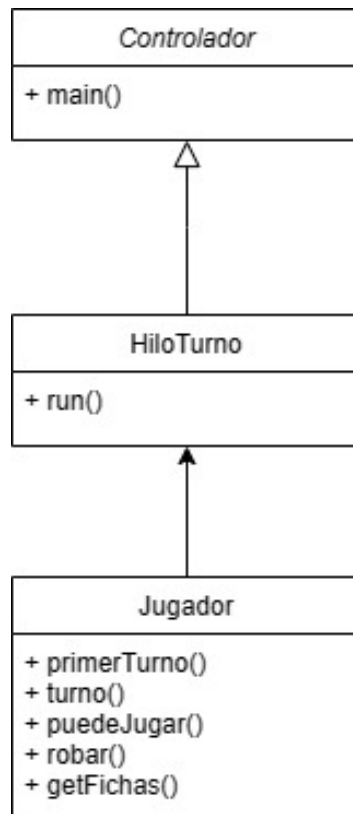 Controlador
+ main()
HiloTurno
+ run()
Jugador
+ primerTurno()
+ turno()
+ puedeJugar()
+ robar()
+ getFichas()